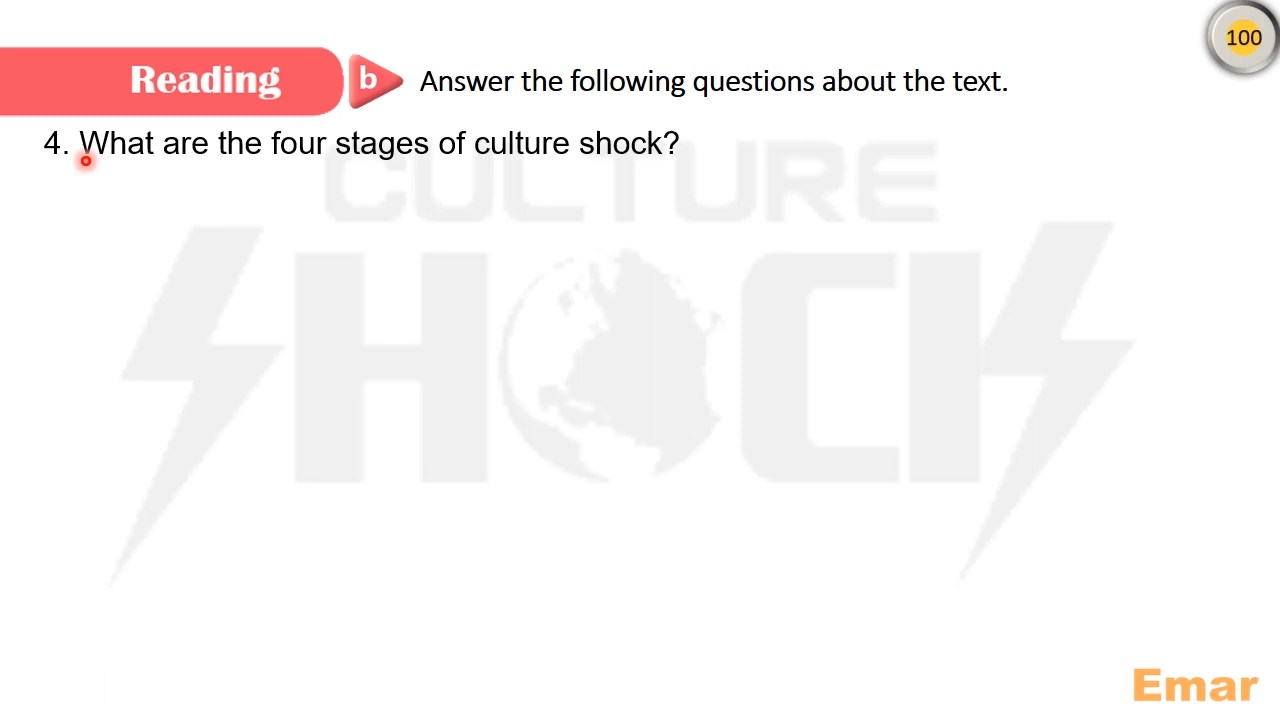 100
Reading b Answer the following questions about the text.
4. What are the four stages of culture shock?
CULTURE
SHOCK
Emar